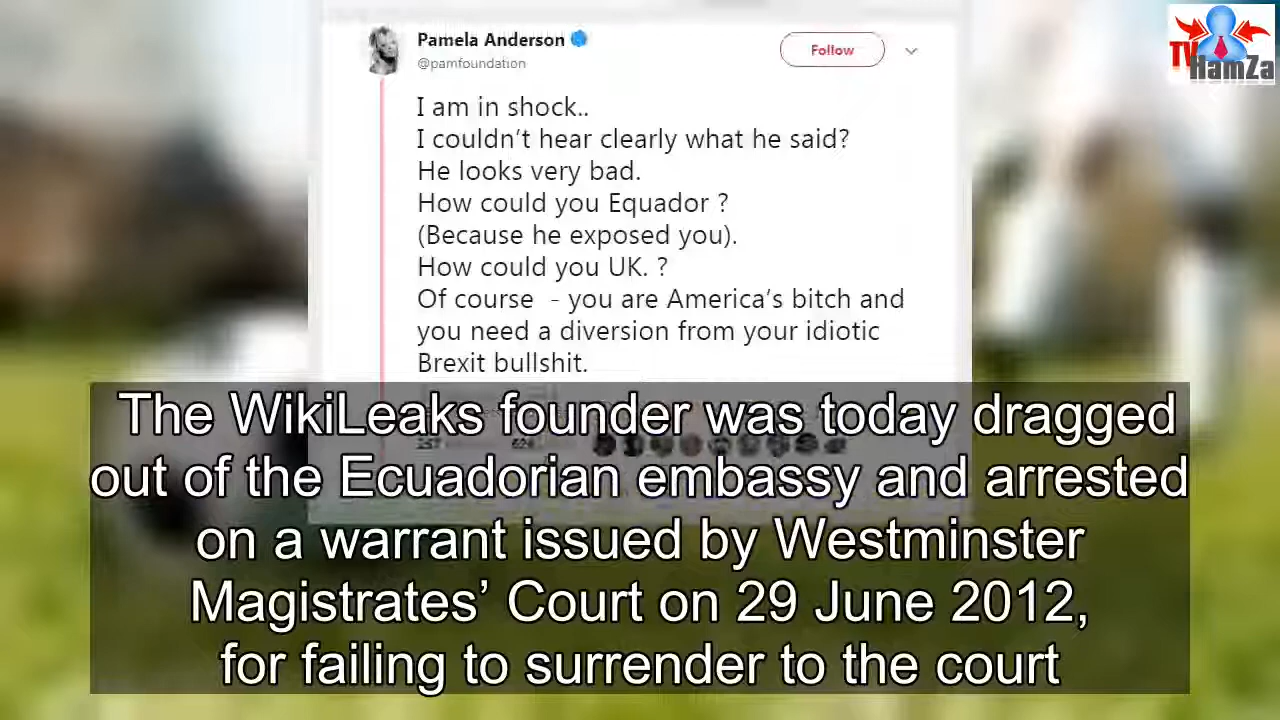 Pamela Anderson
@pamfoundation
Follow
TV
HamZa
I am in shock..
I couldn't hear clearly what he said?
He looks very bad.
How could you Equador ?
(Because he exposed you).
How could you UK. ?
Of course - you are America's bitch and
you need a diversion from your idiotic
Brexit bullshit.
The WikiLeaks founder was today dragged
out of the Ecuadorian embassy and arrested
on a warrant issued by Westminster
Magistrates' Court on 29 June 2012,
for failing to surrender to the court